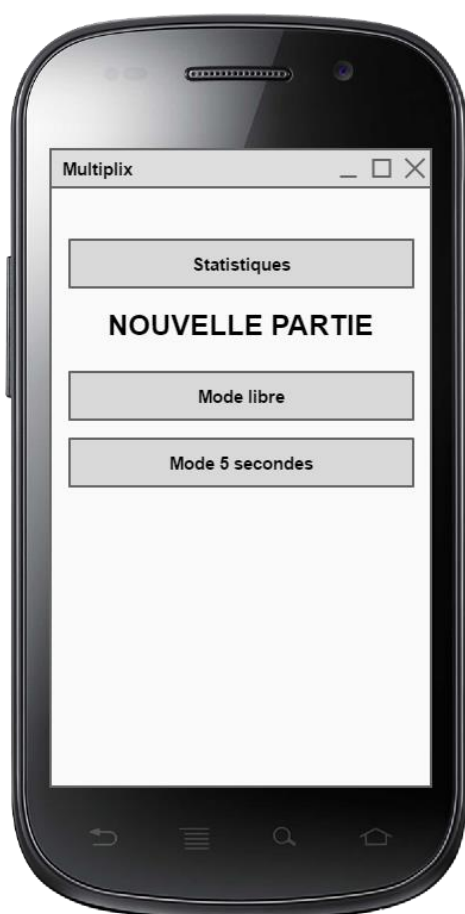 Multiplix
Statistiques
NOUVELLE PARTIE
Mode libre
Mode 5 secondes